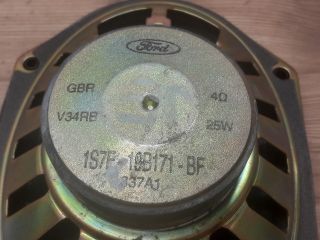 Ford
GBR 4Ω
V34RB 25W
1S7F-18B171-BF
337A1